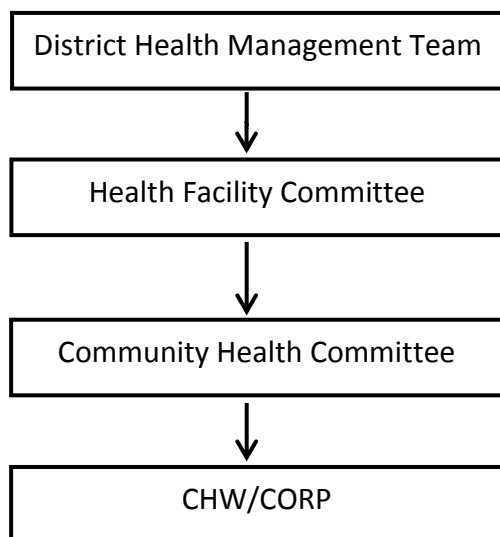 District Health Management Team
Health Facility Committee
Community Health Committee
CHW/CORP